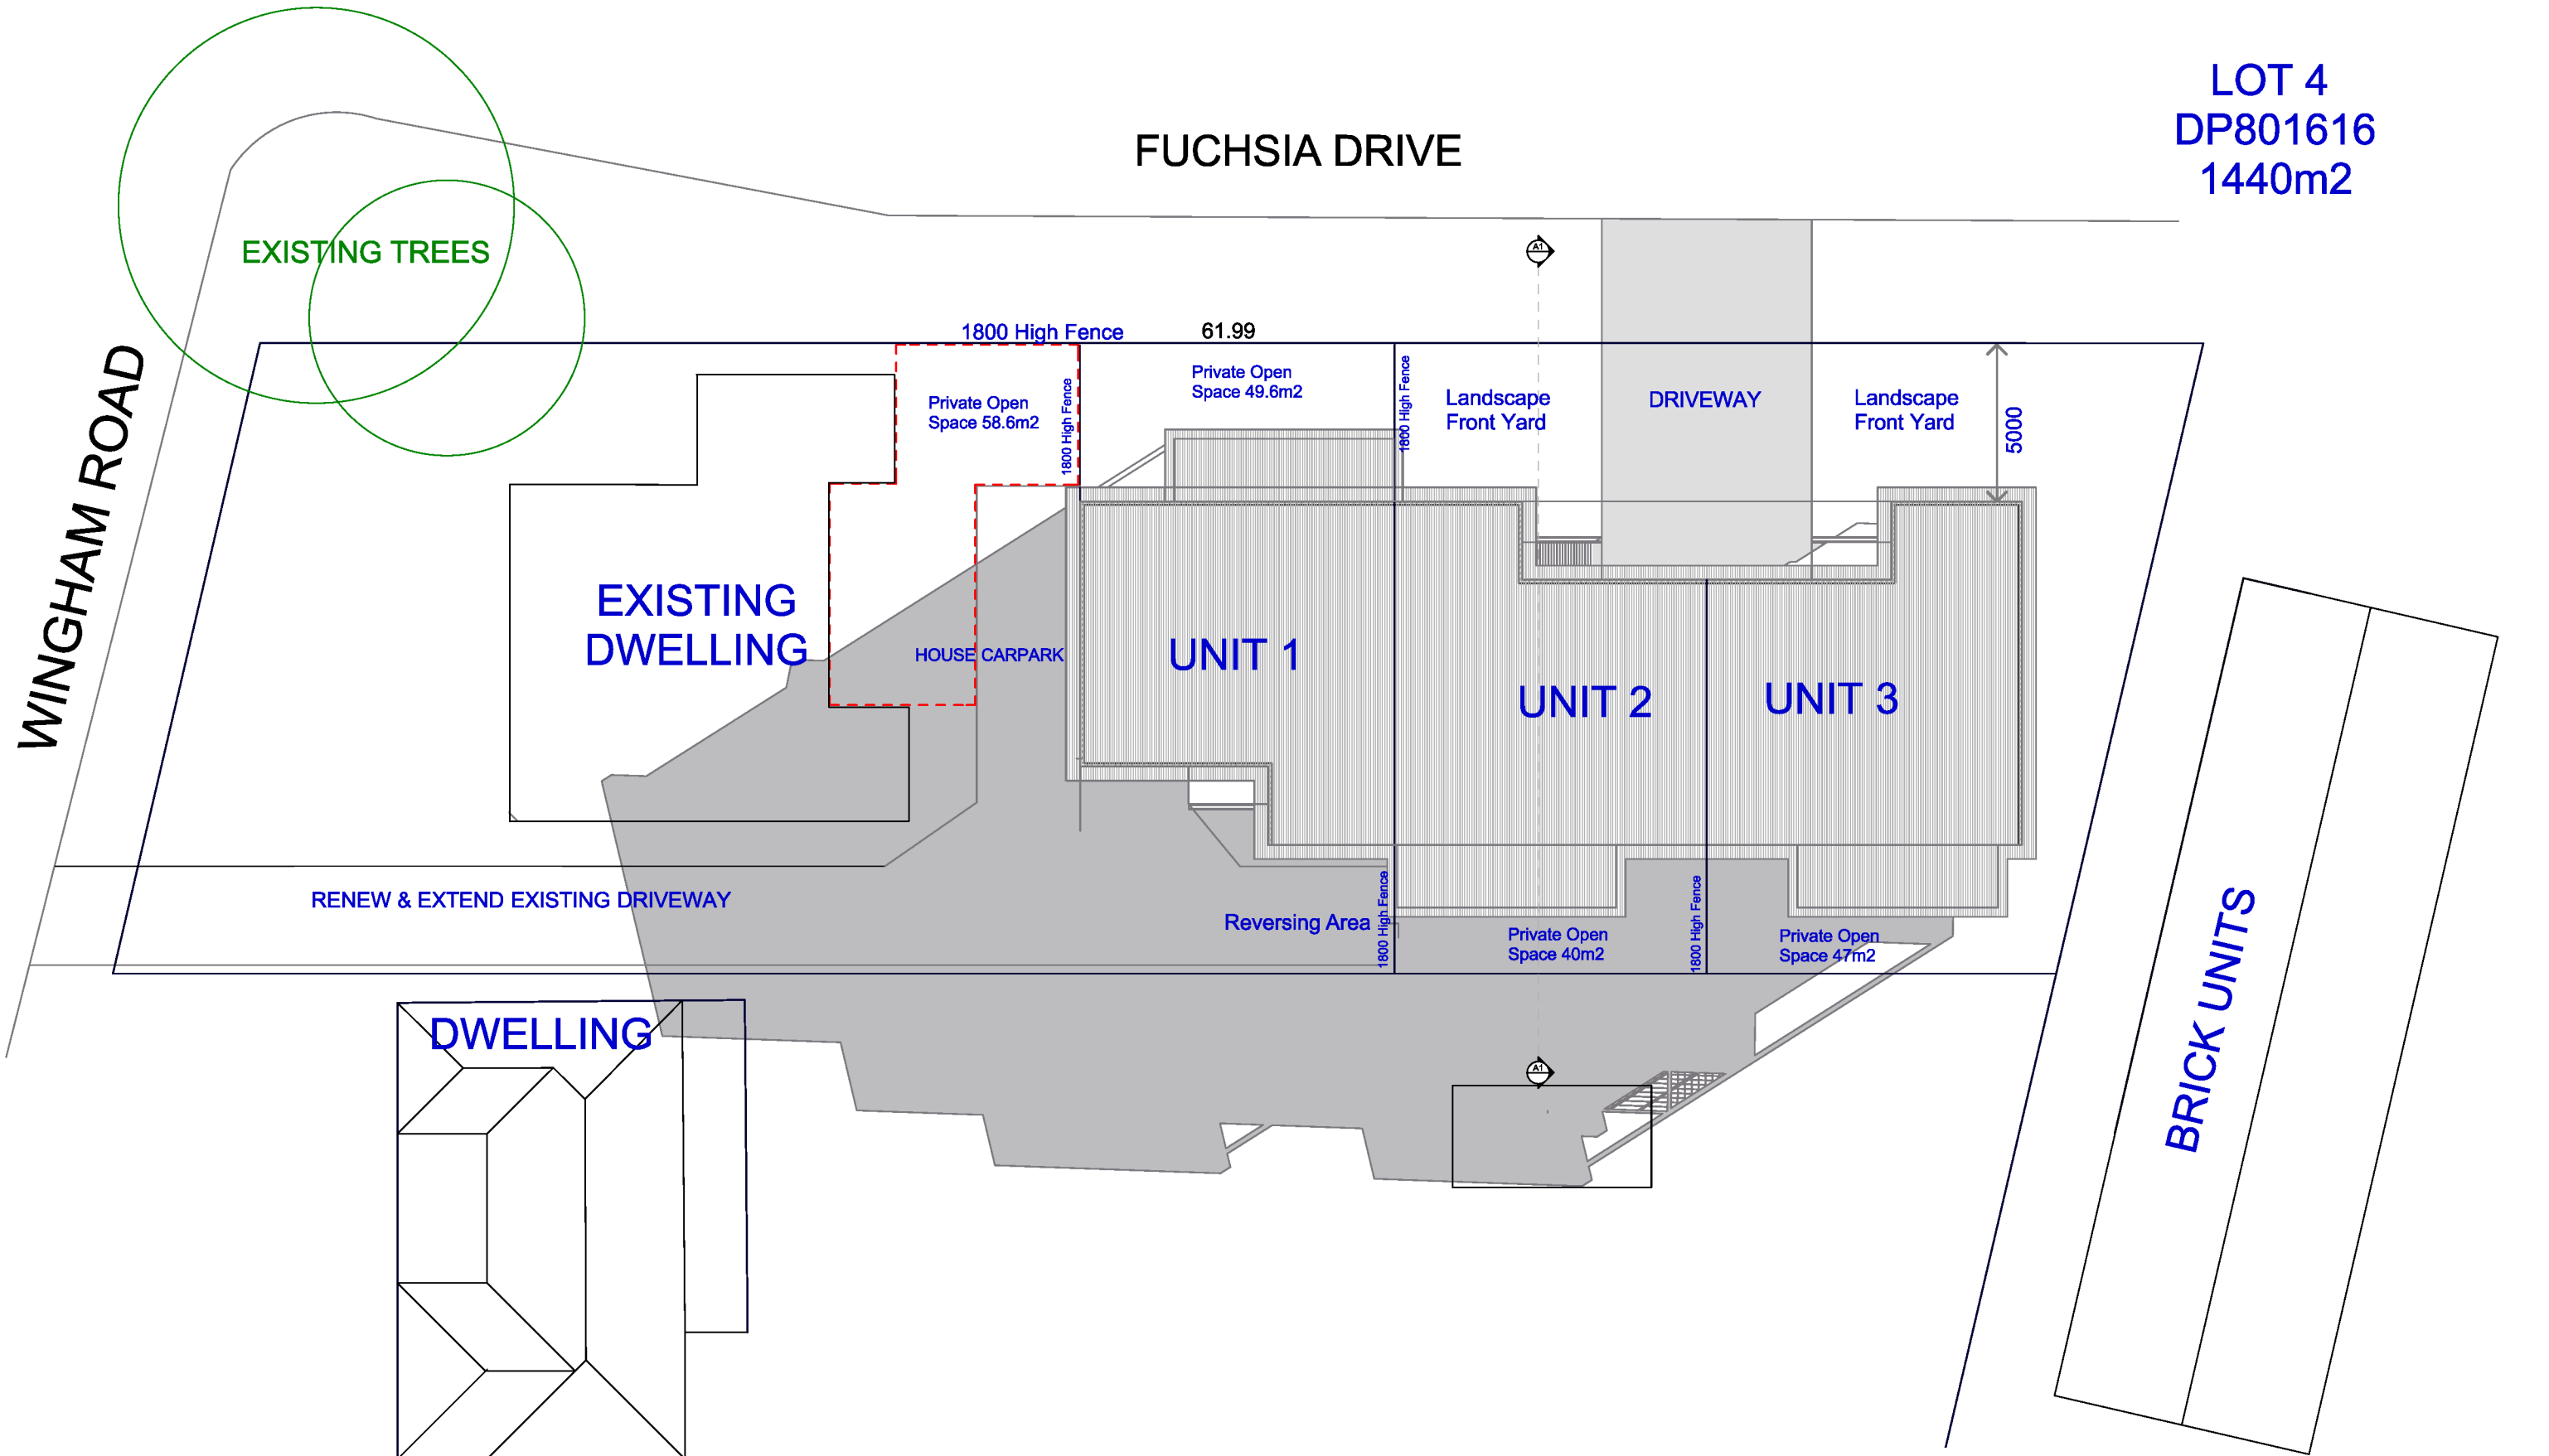 LOT 4
DP801616
1440m2
FUCHSIA DRIVE
EXISTING TREES
WINGHAM ROAD
1800 High Fence
61.99
A1
Private Open
Space 49.6m2
Private Open
Space 58.6m2
1800 High Fence
1800 High Fence
Landscape
Front Yard
DRIVEWAY
Landscape
Front Yard
5000
EXISTING
DWELLING
HOUSE CARPARK
UNIT 1
UNIT 2
UNIT 3
RENEW & EXTEND EXISTING DRIVEWAY
Reversing Area
1800 High Fence
Private Open
Space 40m2
1800 High Fence
Private Open
Space 47m2
BRICK UNITS
DWELLING
A1